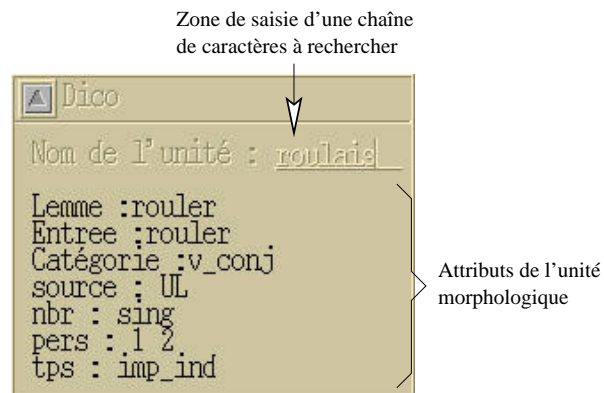 Zone de saisie d'une chaîne
de caractères à rechercher
Dico
Nom de l'unité : roulais
Lemme :rouler
Entree :rouler
Catégorie :v_conj
source : UL
nbr : sing
pers : 1 2
tps : imp_ind
Attributs de l'unité
morphologique